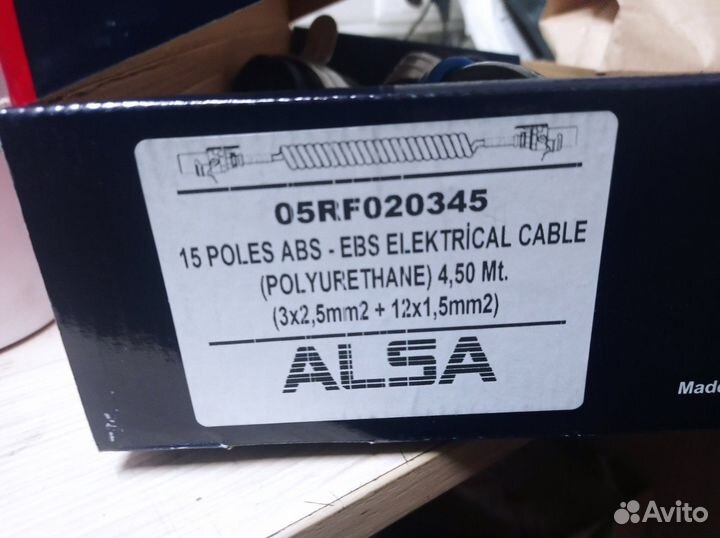 05RF020345
15 POLES ABS - EBS ELEKTRİCAL CABLE
(POLYURETHANE) 4,50 Mt.
(3x2,5mm2 + 12x1,5mm2)
ALSA
Made
Avito